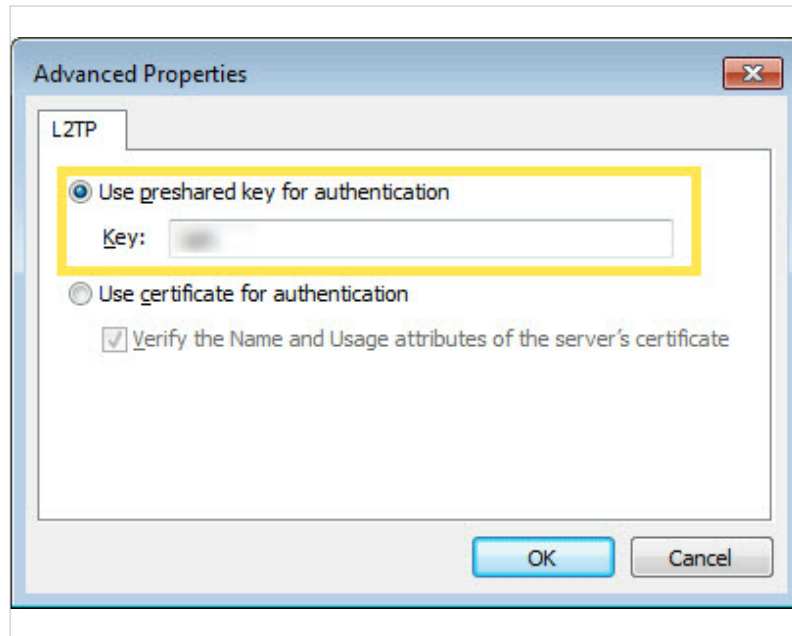 Advanced Properties
L2TP
Use preshared key for authentication
Key:
Use certificate for authentication
Verify the Name and Usage attributes of the server's certificate
OK Cancel